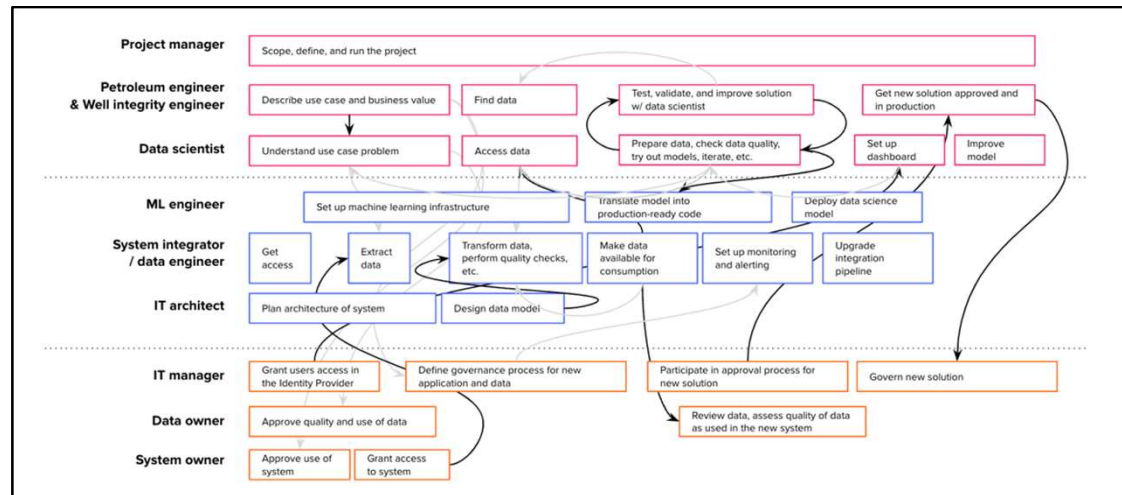 Project manager
Scope, define, and run the project
Petroleum engineer
& Well integrity engineer
Describe use case and business value
Find data
Test, validate, and improve solution
w/ data scientist
Get new solution approved and
in production
Data scientist
Understand use case problem
Access data
Prepare data, check data quality,
try out models, iterate, etc.
Set up
dashboard
Improve
model
ML engineer
Set up machine learning infrastructure
Translate model into
production-ready code
Deploy data science
model
System integrator
/ data engineer
Get
access
Extract
data
Transform data,
perform quality checks,
etc.
Make data
available for
consumption
Set up monitoring
and alerting
Upgrade
integration
pipeline
IT architect
Plan architecture of system
Design data model
IT manager
Grant users access in
the Identity Provider
Define governance process for new
application and data
Participate in approval process for
new solution
Govern new solution
Data owner
Approve quality and use of data
Review data, assess quality of data
as used in the new system
System owner
Approve use of
system
Grant access
to system